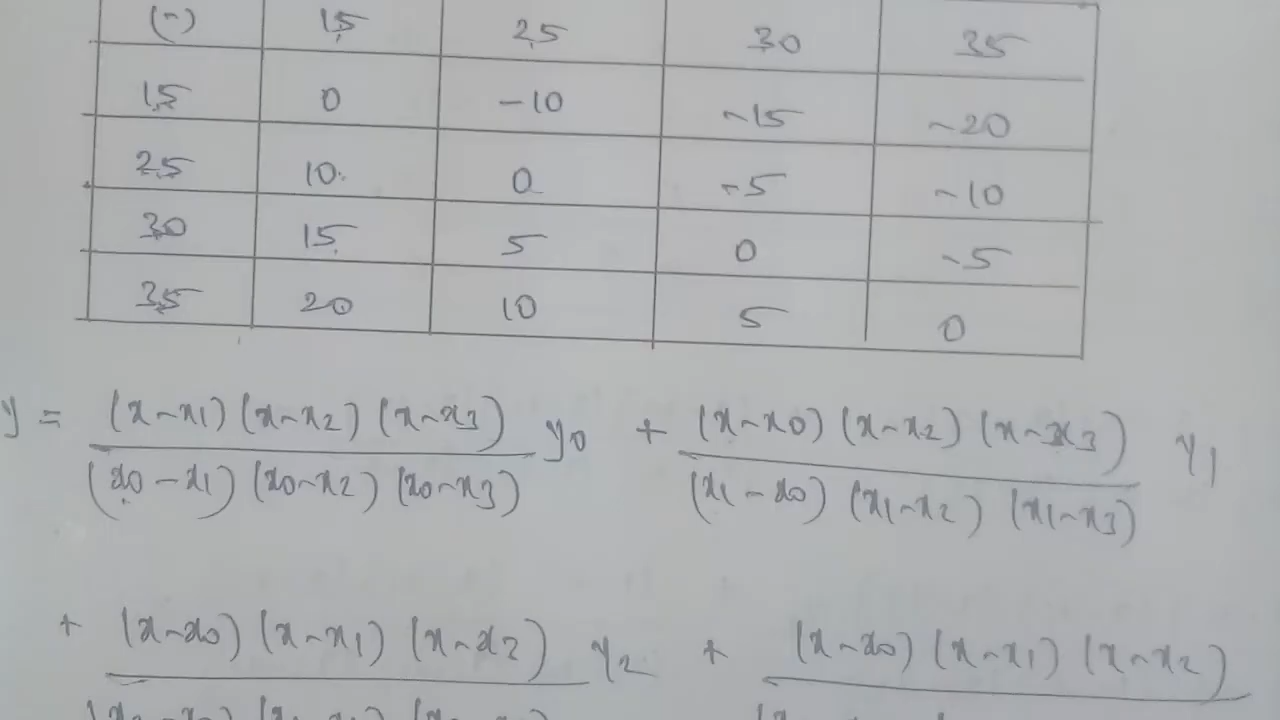 (-) 15 25 30 35
15 0 -10 -15 -20
25 10 0 -5 -10
30 15 5 0 -5
35 20 10 5 0
y = (x-x1) (x-x2) (x-x3) y0 + (x-x0) (x-x2) (x-x3) y1
(x0-x1) (x0-x2) (x0-x3) (x1-x0) (x1-x2) (x1-x3)
+ (x-x0) (x-x1) (x-x2) y2 + (x-x0) (x-x1) (x-x2)